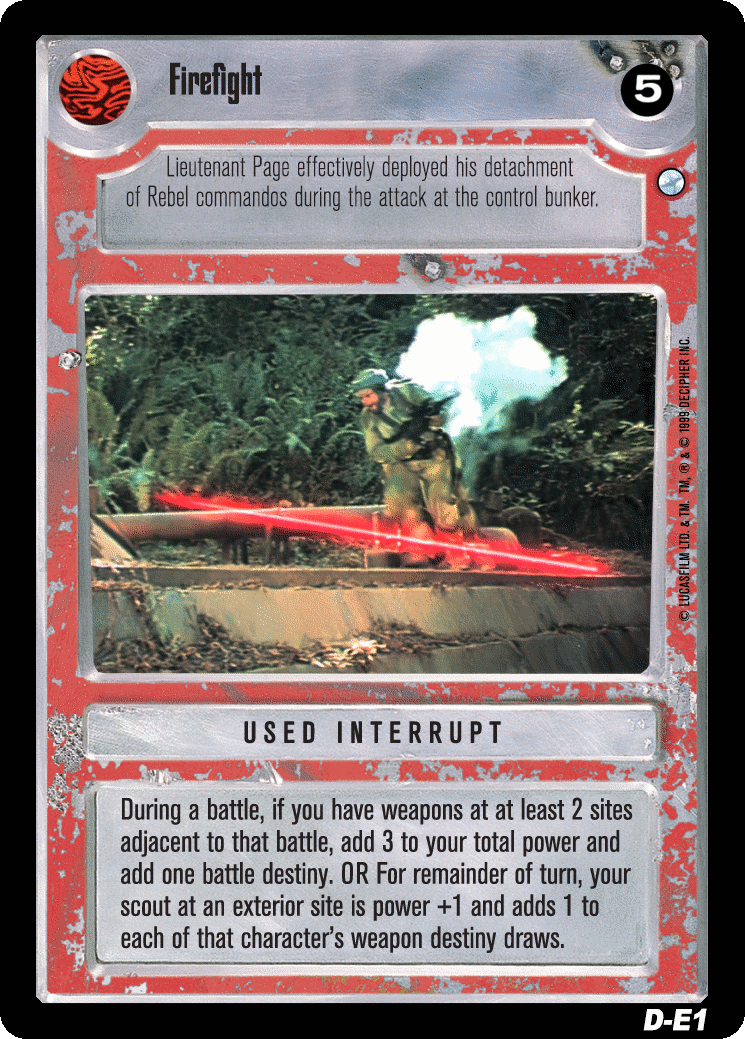 Firefight
5
Lieutenant Page effectively deployed his detachment
of Rebel commandos during the attack at the control bunker.
© LUCASFILM LTD. & TM. TM, ® & © 1999 DECIPHER INC.
USED INTERRUPT
During a battle, if you have weapons at at least 2 sites
adjacent to that battle, add 3 to your total power and
add one battle destiny. OR For remainder of turn, your
scout at an exterior site is power +1 and adds 1 to
each of that character's weapon destiny draws.
D-E1